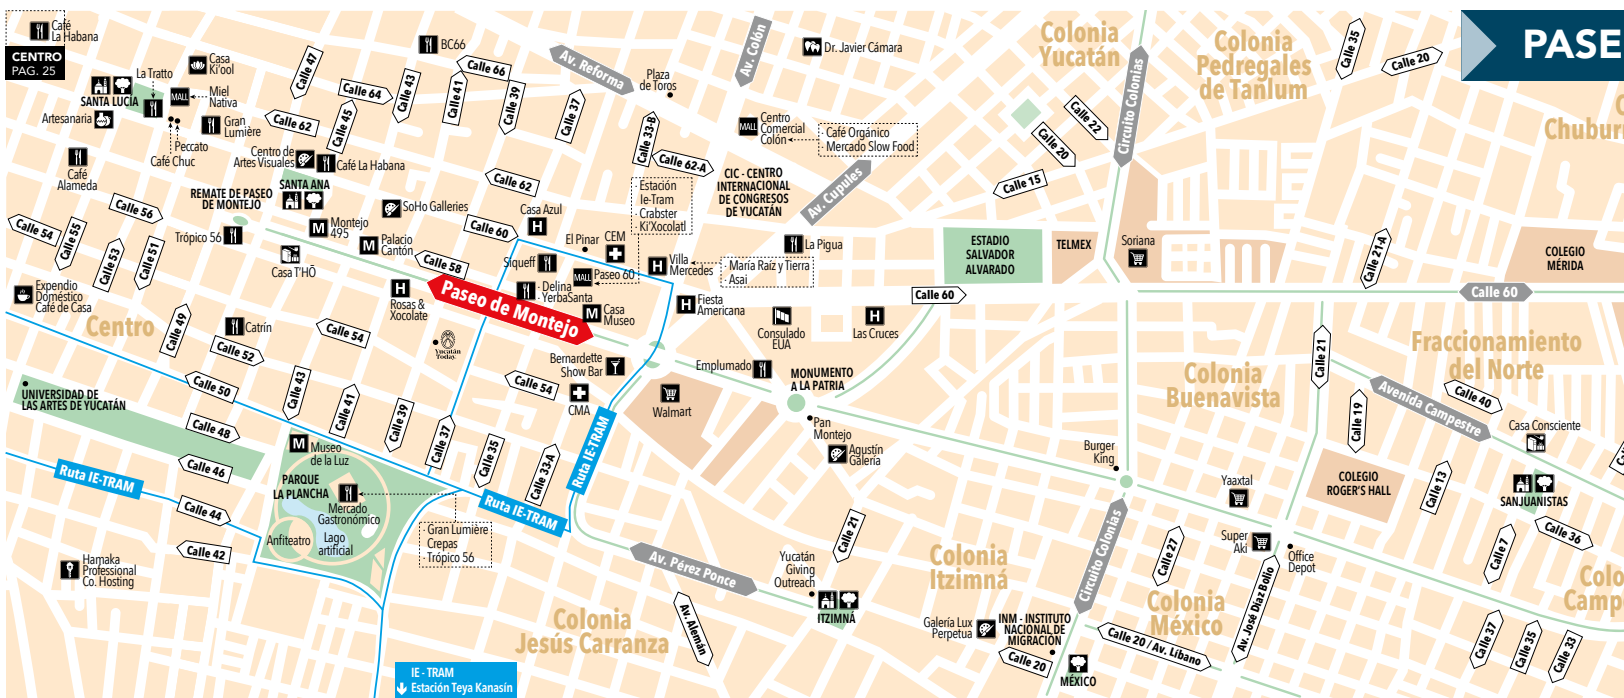 Café
La Habana
CENTRO
PAG. 25
La Tratto
Casa
Ki'ool
SANTA LUCIA
MALL
Miel
Nativa
Artesanaria
Gran
Lumière
Peccato
Café Chuc
Café
Alameda
Centro de
Artes Visuales
Café La Habana
SANTA ANA
REMATE DE PASEO
DE MONTEJO
Trópico 56
Casa T'HÕ
M
Montejo
495
M
Palacio
Cantón
SoHo Galleries
BC66
Calle 47
Calle 64
Calle 43
Calle 66
Calle 41
Calle 39
Calle 62
Calle 45
Calle 37
Av. Reforma
Plaza
de Toros
Av. Colón
Dr. Javier Cámara
Calle 33-B
Calle 62-A
MALL
Centro
Comercial
Colón
· Café Orgánico
· Mercado Slow Food
Colonia
Yucatán
Colonia
Pedregales
de Tanlum
Calle 35
Calle 20
PASE
Chubur
Calle 22
Calle 20
Circuito Colonias
Calle 15
CIC - CENTRO
INTERNACIONAL
DE CONGRESOS
DE YUCATÁN
Av. Cupules
Calle 62
Calle 60
Casa Azul
H
· Estación
Ie-Tram
· Crabster
· Ki'Xocolatl
El Pinar
CEM
Siqueff
MALL
Paseo 60
H
Villa
Mercedes
· María Raíz y Tierra
· Asai
La Pigua
ESTADIO
SALVADOR
ALVARADO
TELMEX
Soriana
Calle 21-A
COLEGIO
MÉRIDA
Calle 56
Calle 54
Calle 55
Calle 53
Calle 51
Expendio
Doméstico
Café de Casa
Centro
Calle 49
Catrín
Calle 52
Calle 54
Calle 58
H
Rosas &
Xocolate
Paseo de Montejo
· Delina
· YerbaSanta
M
Casa
Museo
H
Fiesta
Americana
Consulado
EUA
H
Las Cruces
Calle 60
Calle 60
Yucatán
Today
Bernardette
Show Bar
CMA
Calle 54
Walmart
Emplumado
MONUMENTO
A LA PATRIA
Pan
Montejo
Agustín
Galería
Colonia
Buenavista
Calle 21
Fraccionamiento
del Norte
Avenida Campestre
Calle 40
Calle 19
Casa Consciente
UNIVERSIDAD DE
LAS ARTES DE YUCATÁN
Calle 50
Calle 48
Calle 46
Calle 43
Calle 41
Calle 39
Calle 37
Calle 35
Calle 33-A
Ruta IE-TRAM
Ruta IE-TRAM
Ruta IE-TRAM
M
Museo
de la Luz
PARQUE
LA PLANCHA
Mercado
Gastronómico
Anfiteatro
Lago
artificial
· Gran Lumière
· Crepas
· Trópico 56
Calle 44
Calle 42
Hamaka
Professional
Co. Hosting
Burger
King
Yaaxtal
COLEGIO
ROGER'S HALL
Calle 13
SANJUANISTAS
Calle 36
Calle 7
Super
Aki
Office
Depot
Av. Pérez Ponce
Yucatán
Giving
Outreach
Calle 21
ITZIMNÁ
Colonia
Itzimná
Circuito Colonias
Calle 27
Colonia
México
Av. José Díaz Bolio
Colonia
Jesús Carranza
Av. Alemán
Galería Lux
Perpetua
INM - INSTITUTO
NACIONAL DE
MIGRACIÓN
Calle 20
MÉXICO
Calle 20 / Av. Líbano
Calle 37
Calle 35
Calle 33
Colo
Camp
IE - TRAM
Estación Teya Kanasín